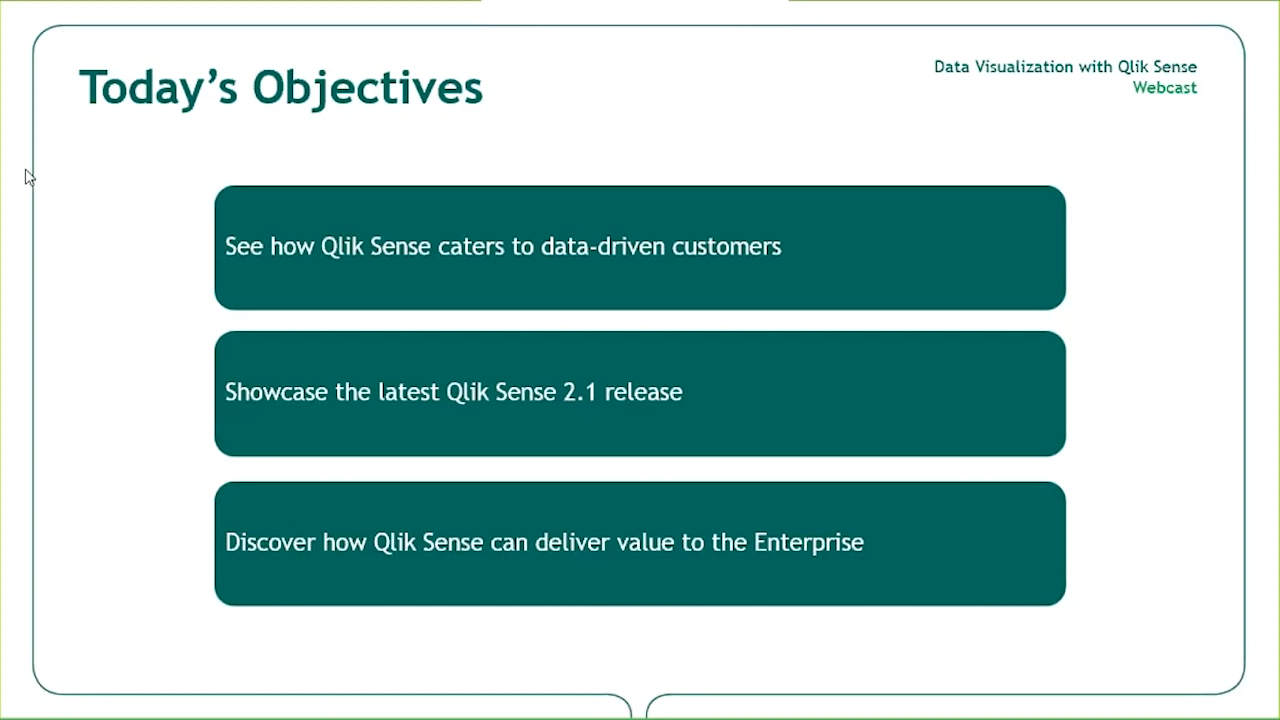 Today’s Objectives
Data Visualization with Qlik Sense
Webcast
See how Qlik Sense caters to data-driven customers
Showcase the latest Qlik Sense 2.1 release
Discover how Qlik Sense can deliver value to the Enterprise